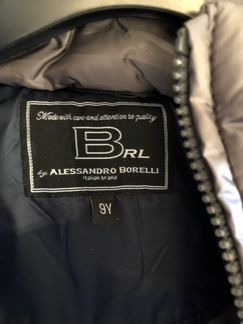 Made with care and attention to quality
BRL
by ALESSANDRO BORELLI
Italian brand
9Y